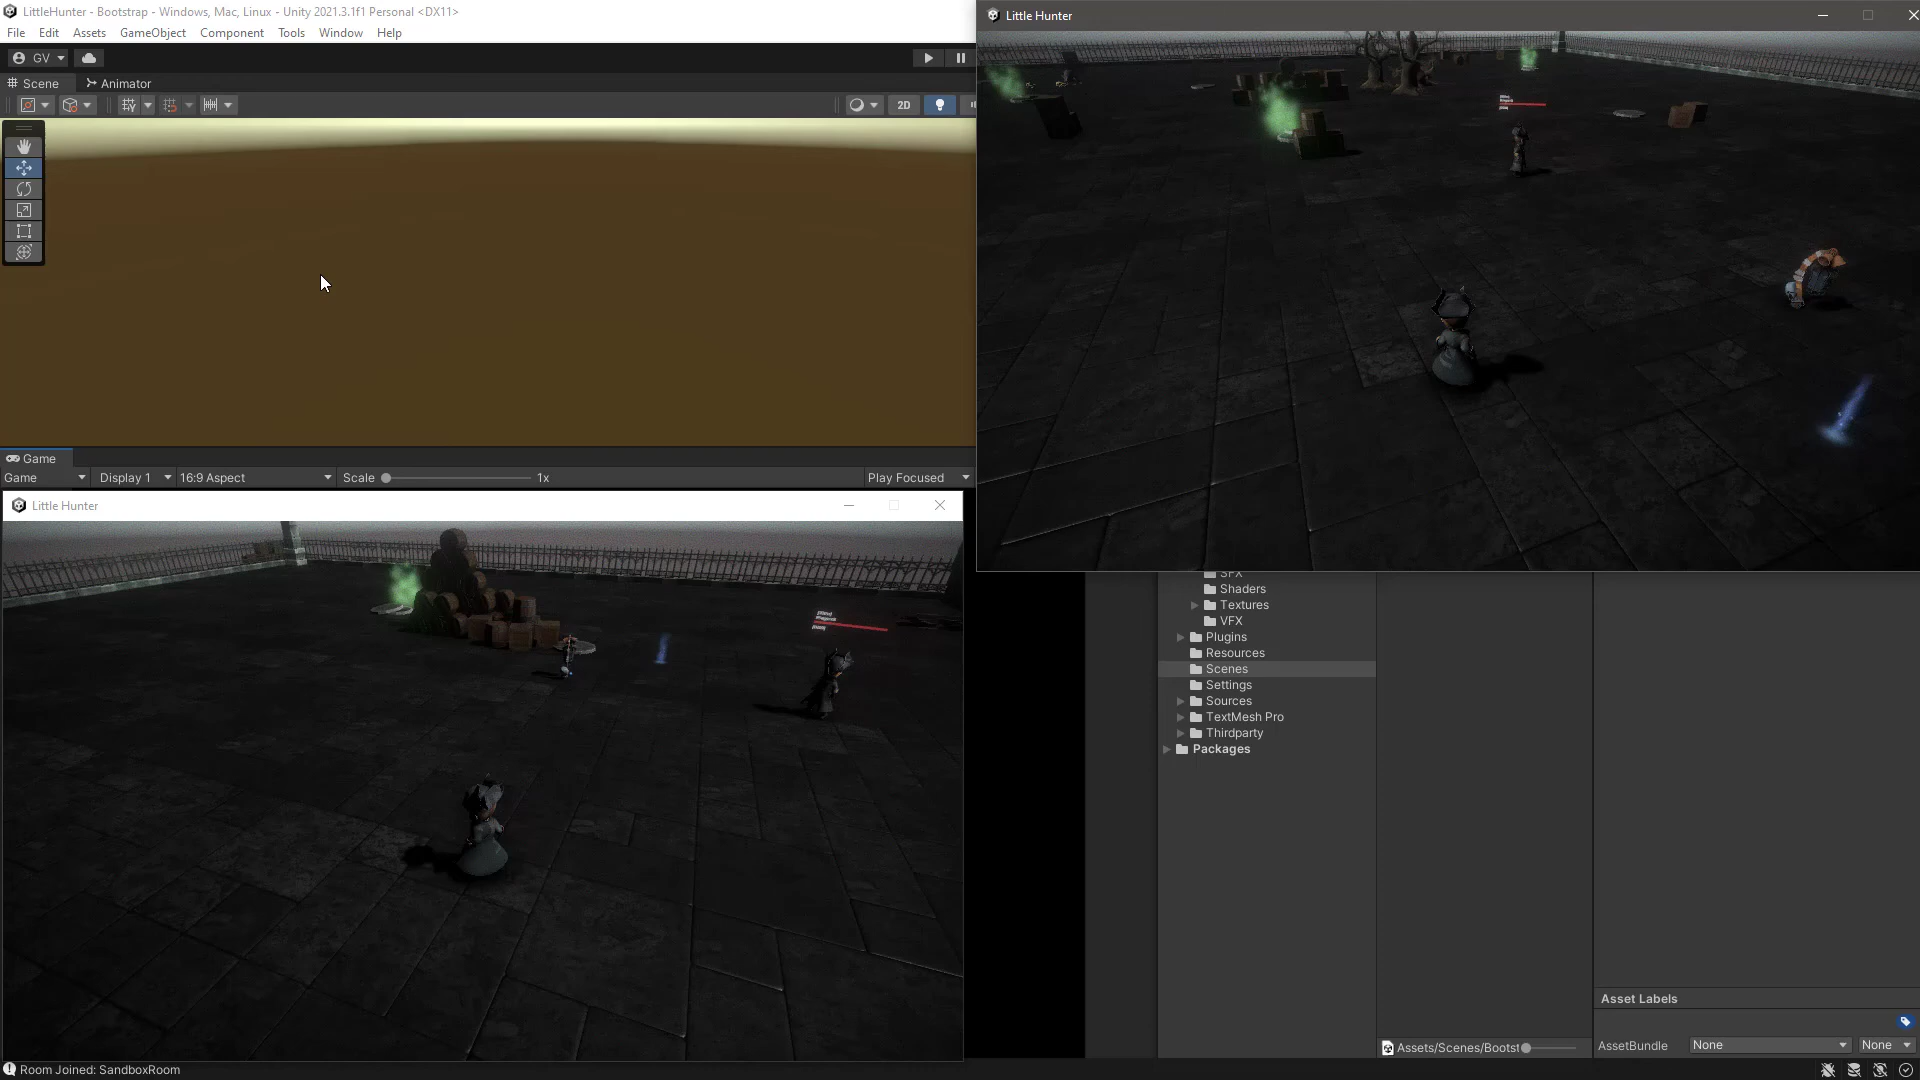 LittleHunter - Bootstrap - Windows, Mac, Linux - Unity 2021.3.1f1 Personal <DX11>
File Edit Assets GameObject Component Tools Window Help
GV
Scene Animator
2D
Little Hunter
Game
Game Display 1 16:9 Aspect Scale 1x Play Focused
Little Hunter
SFX
Shaders
Textures
VFX
Plugins
Resources
Scenes
Settings
Sources
TextMesh Pro
Thirdparty
Packages
Asset Labels
Assets/Scenes/Bootst
AssetBundle None None
Room Joined: SandboxRoom